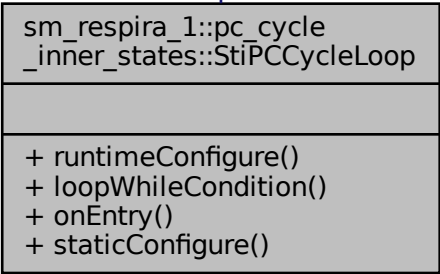 sm_respira_1::pc_cycle
_inner_states::StiPCCycleLoop
+ runtimeConfigure()
+ loopWhileCondition()
+ onEntry()
+ staticConfigure()